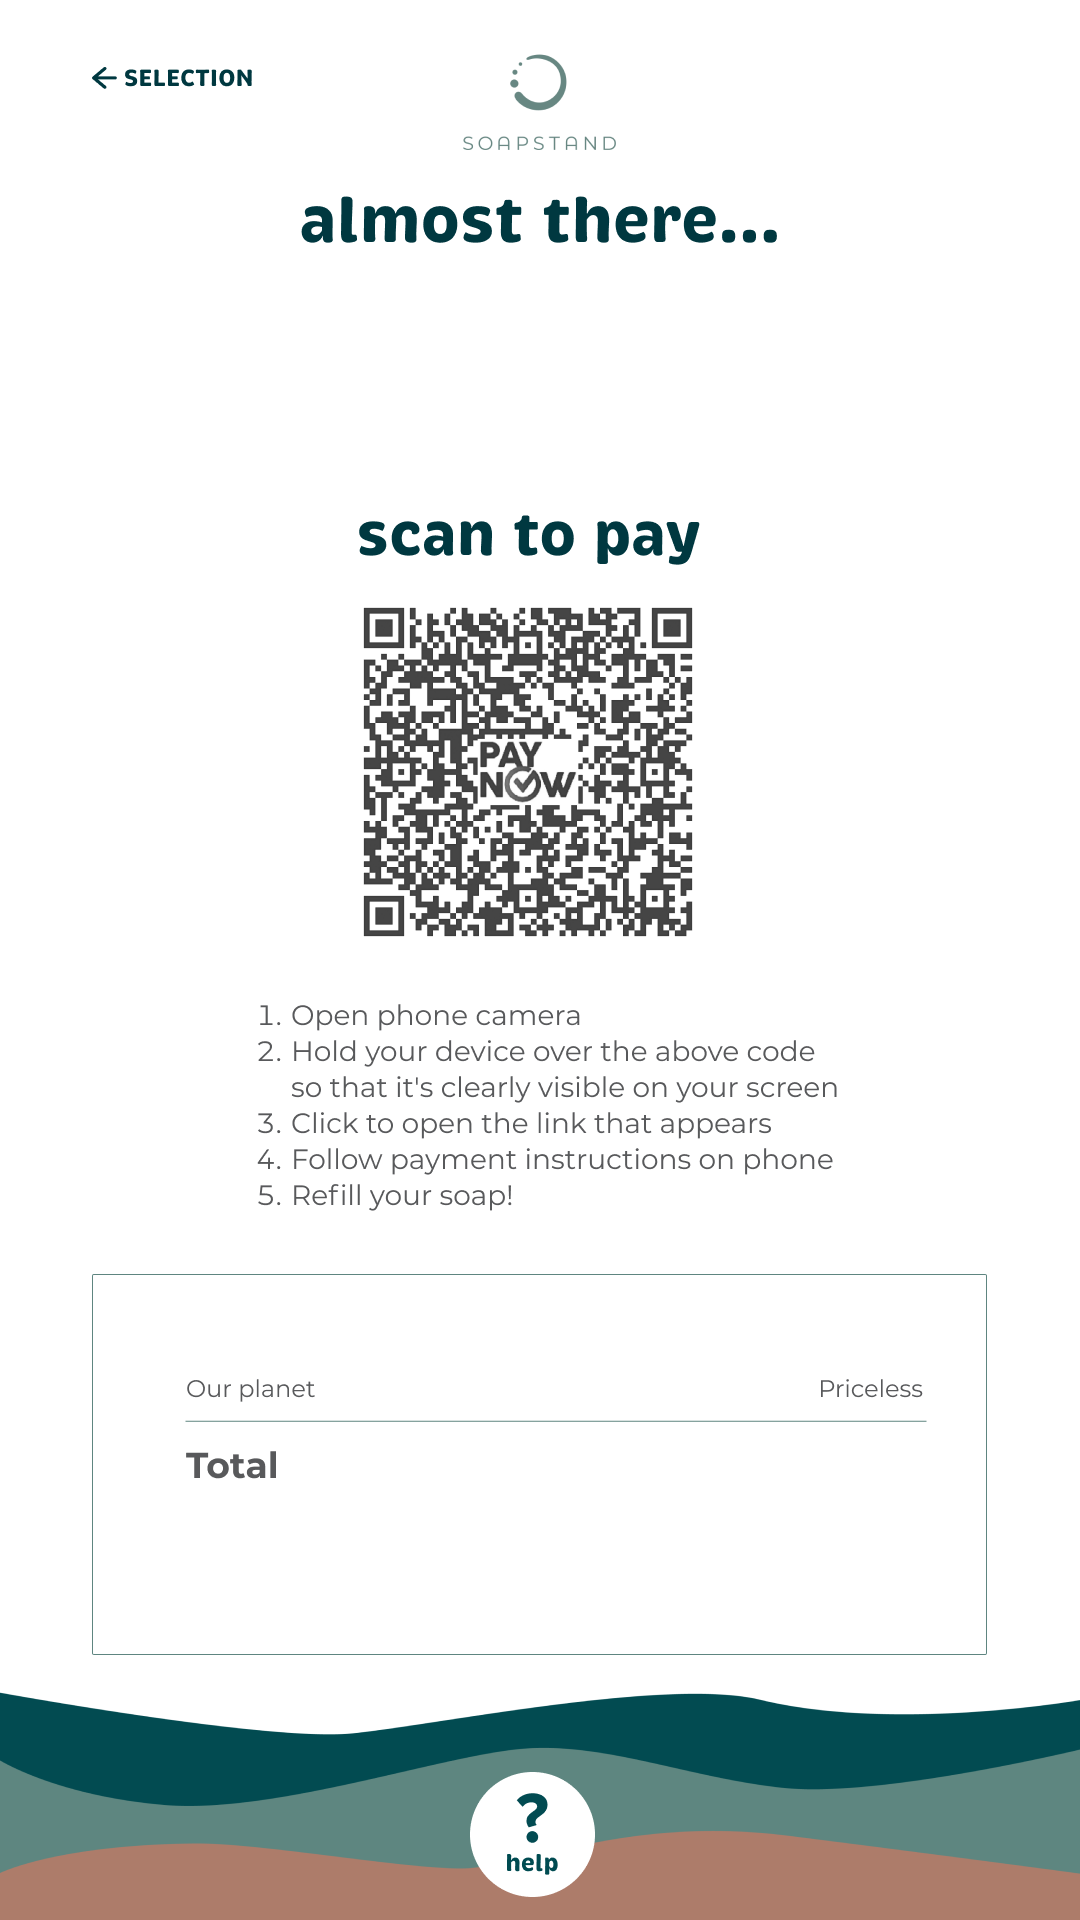 ← SELECTION
SOAPSTAND
almost there...
scan to pay
PAY
NOW
1. Open phone camera
2. Hold your device over the above code
so that it's clearly visible on your screen
3. Click to open the link that appears
4. Follow payment instructions on phone
5. Refill your soap!
Our planet Priceless
Total
?
help